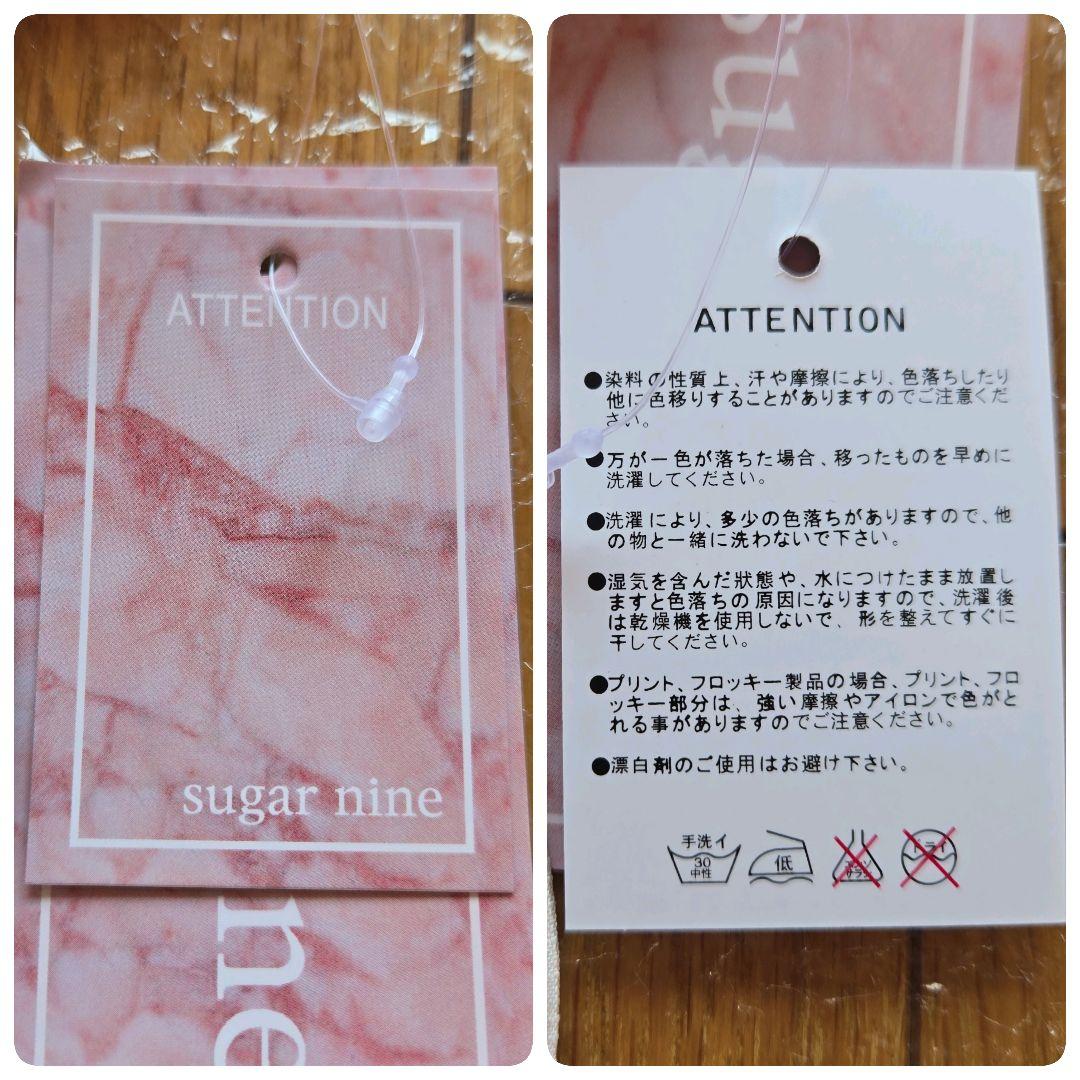 ATTENTION
sugar nine
ne
su
ATTENTION
●染料の性質上、汗や摩擦により、色落ちしたり
他に色移りすることがありますのでご注意くだ
さい。
●万が一色が落ちた場合、移ったものを早めに
洗濯してください。
●洗濯により、多少の色落ちがありますので、他
の物と一緒に洗わないで下さい。
●湿気を含んだ狀態や、水につけたまま放置し
ますと色落ちの原因になりますので、洗濯後
は乾燥機を使用しないで、形を整えてすぐに
干してください。
●プリント、フロッキー製品の場合、プリント、フロ
ッキー部分は、強い摩擦やアイロンで色がと
れる事がありますのでご注意ください。
●漂白剤のご使用はお避け下さい。
手洗イ
30
中性
低
ドライ